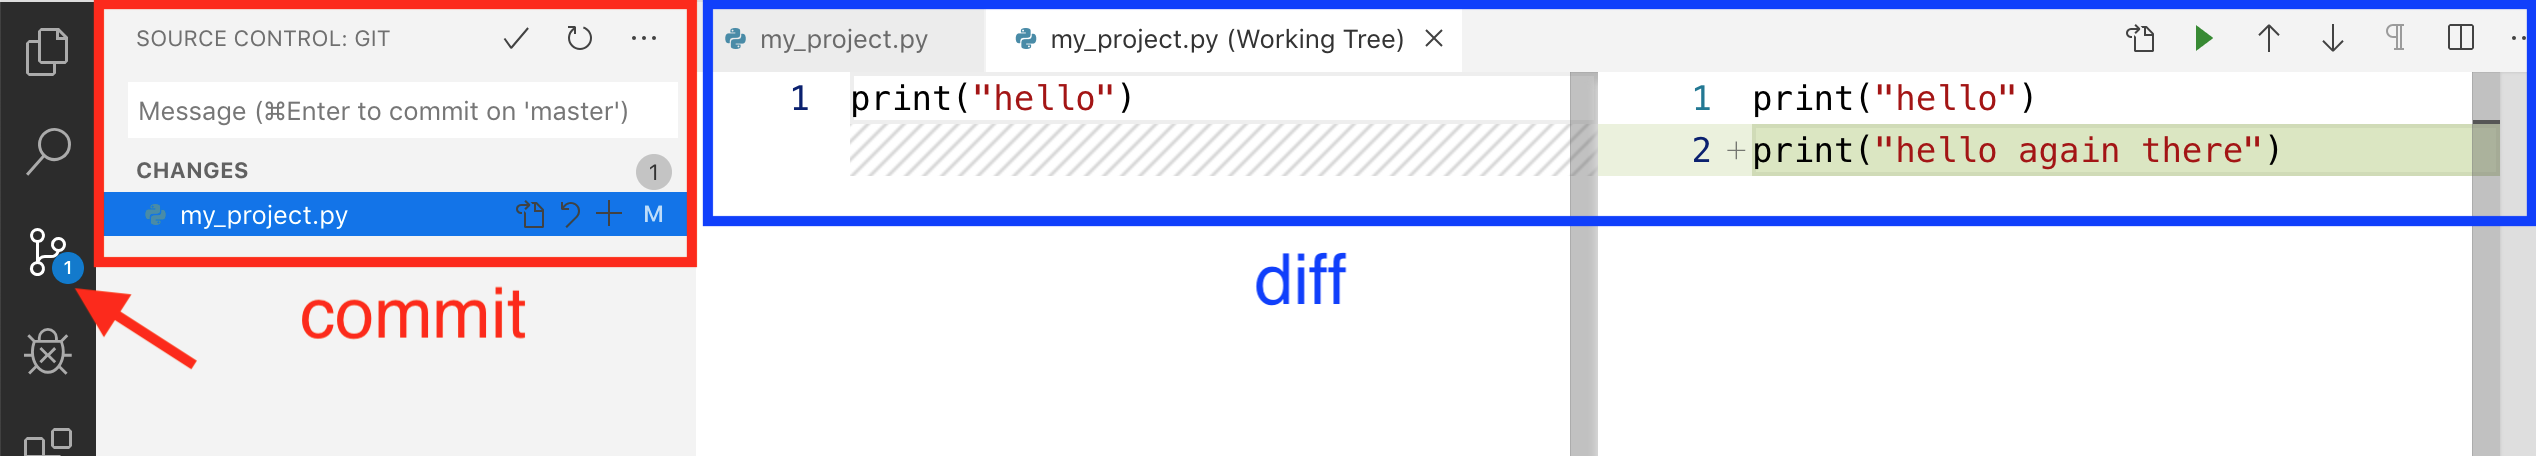 SOURCE CONTROL: GIT
Message (⌘Enter to commit on 'master')
CHANGES 1
my_project.py M
1
commit
my_project.py my_project.py (Working Tree)
1 print("hello")
1 print("hello")
2 + print("hello again there")
diff